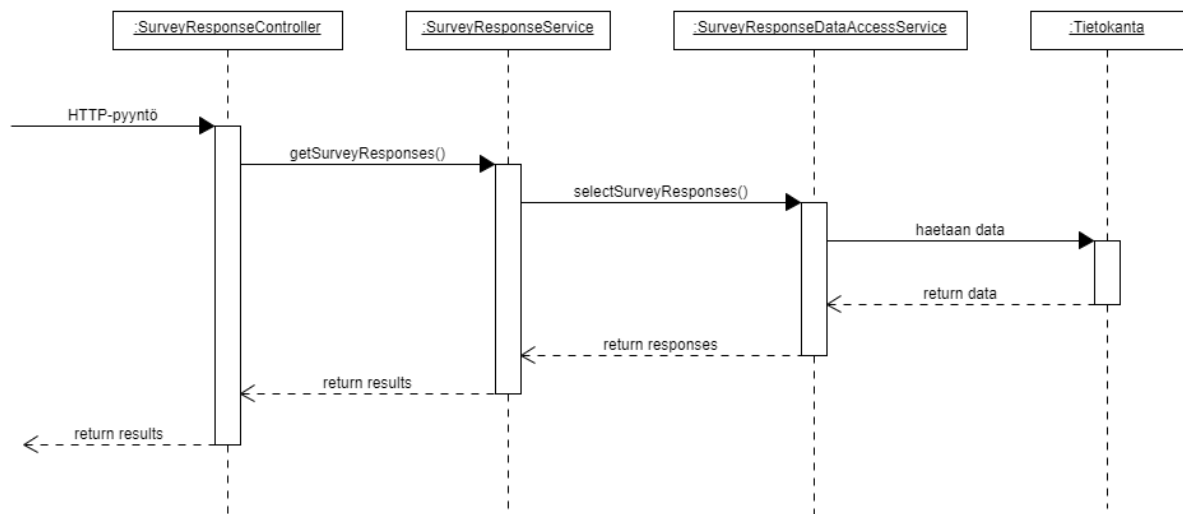 :SurveyResponseController
:SurveyResponseService
:SurveyResponseDataAccessService
:Tietokanta
HTTP-pyyntö
getSurveyResponses()
selectSurveyResponses()
haetaan data
return data
return responses
return results
return results